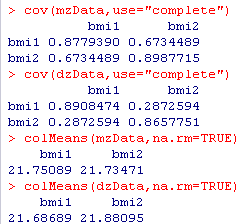 > cov(mzData,use="complete")
bmi1 bmi2
bmi1 0.8779390 0.6734489
bmi2 0.6734489 0.8987715
> cov(dzData,use="complete")
bmi1 bmi2
bmi1 0.8908474 0.2872594
bmi2 0.2872594 0.8657751
> colMeans(mzData,na.rm=TRUE)
bmi1 bmi2
21.75089 21.73471
> colMeans(dzData,na.rm=TRUE)
bmi1 bmi2
21.68689 21.88095